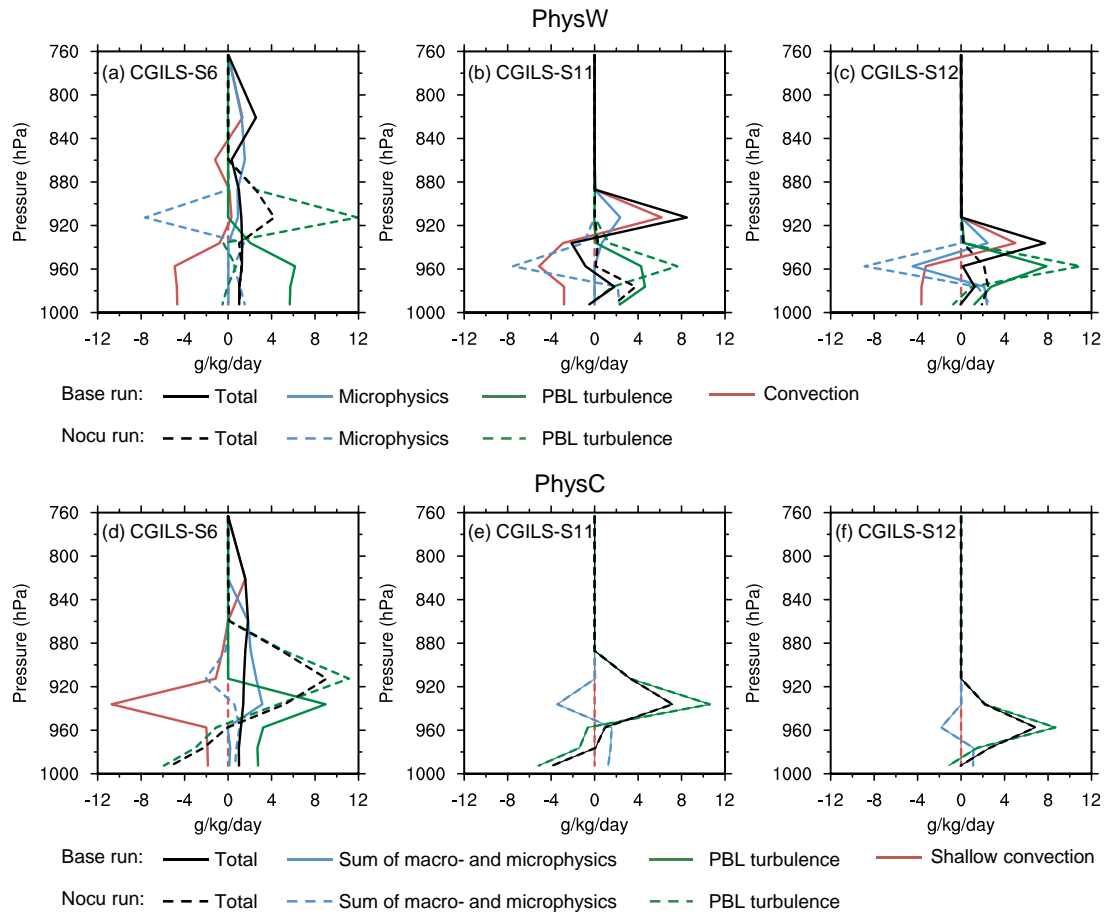 PhysW
(a) CGILS-S6
(b) CGILS-S11
(c) CGILS-S12
760
800
840
880
920
960
1000
Pressure (hPa)
-12 -8 -4 0 4 8 12
g/kg/day
760
800
840
880
920
960
1000
Pressure (hPa)
-12 -8 -4 0 4 8 12
g/kg/day
760
800
840
880
920
960
1000
Pressure (hPa)
-12 -8 -4 0 4 8 12
g/kg/day
Base run: Total Microphysics PBL turbulence Convection
Nocu run: Total Microphysics PBL turbulence
PhysC
(d) CGILS-S6
(e) CGILS-S11
(f) CGILS-S12
760
800
840
880
920
960
1000
Pressure (hPa)
-12 -8 -4 0 4 8 12
g/kg/day
760
800
840
880
920
960
1000
Pressure (hPa)
-12 -8 -4 0 4 8 12
g/kg/day
760
800
840
880
920
960
1000
Pressure (hPa)
-12 -8 -4 0 4 8 12
g/kg/day
Base run: Total Sum of macro- and microphysics PBL turbulence Shallow convection
Nocu run: Total Sum of macro- and microphysics PBL turbulence